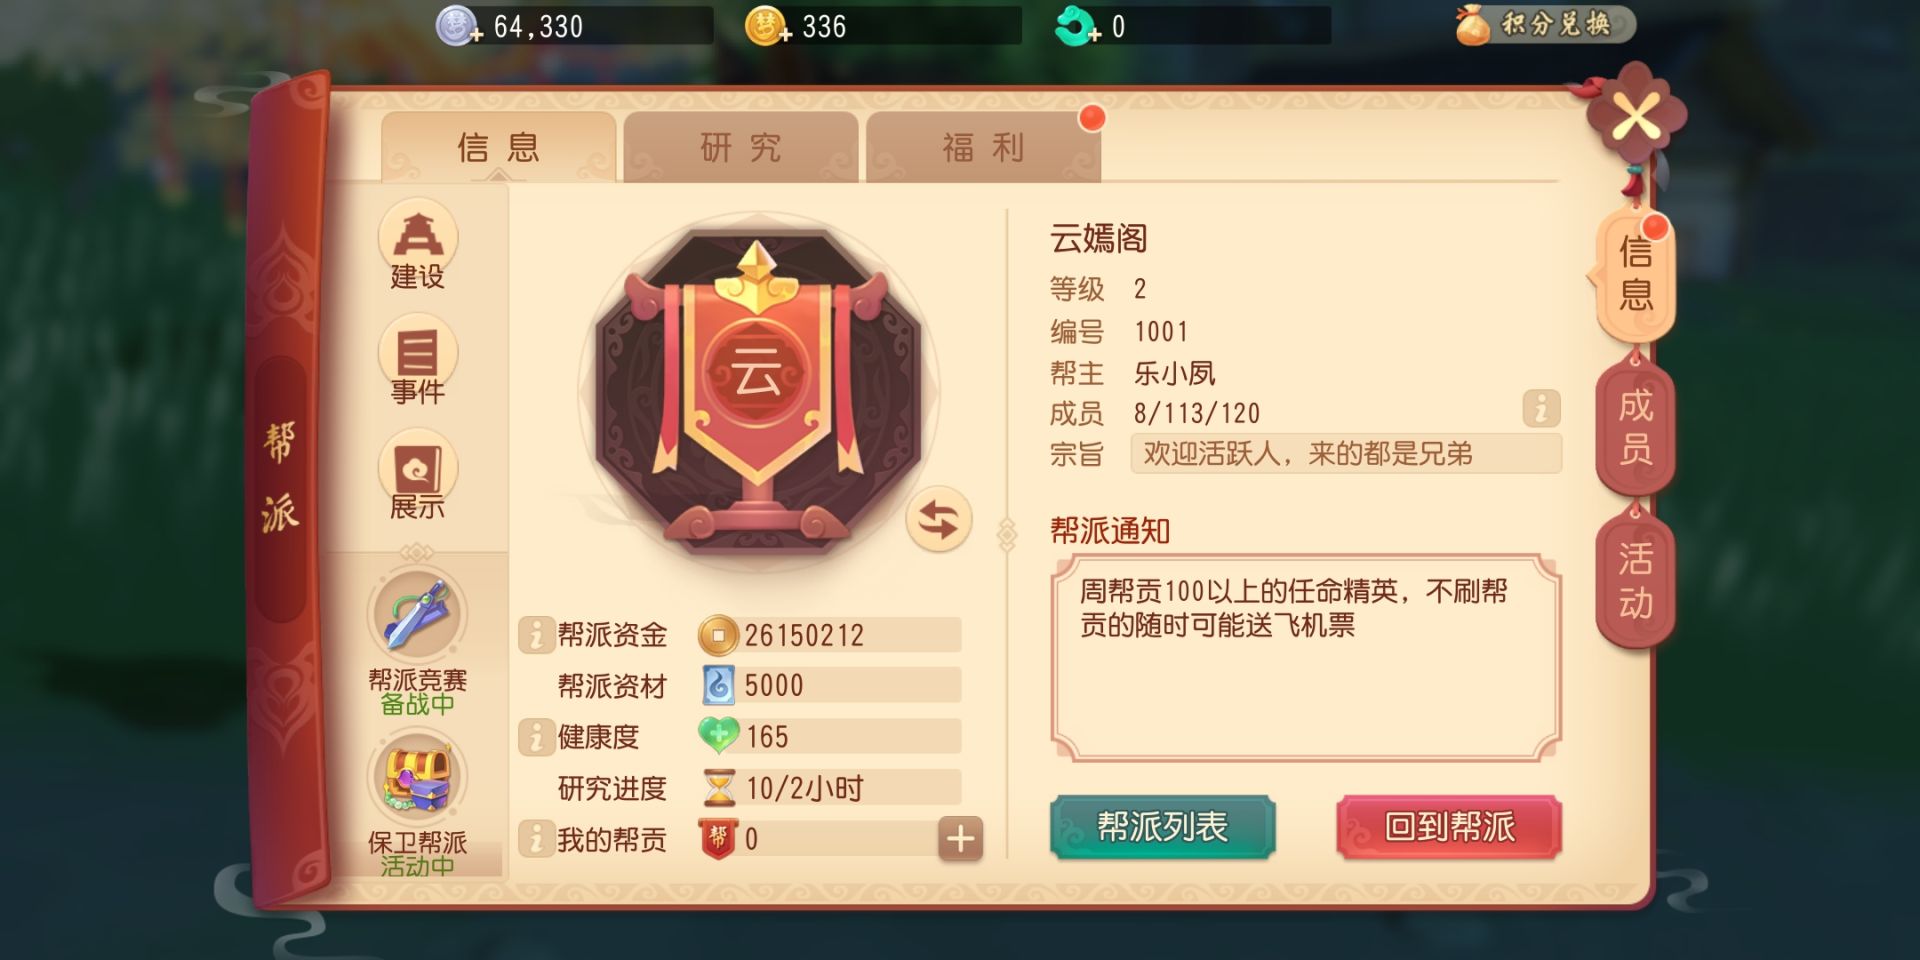 64,330
336
0
积分兑换
帮派
信息
研究
福利
建设
事件
展示
帮派竞赛
备战中
保卫帮派
活动中
云
帮派资金 26150212
帮派资材 5000
健康度 165
研究进度 10/2小时
我的帮贡 帮 0
云嫣阁
等级 2
编号 1001
帮主 乐小夙
成员 8/113/120
宗旨 欢迎活跃人，来的都是兄弟
帮派通知
周帮贡100以上的任命精英，不刷帮
贡的随时可能送飞机票
帮派列表
回到帮派
信息
成员
活动